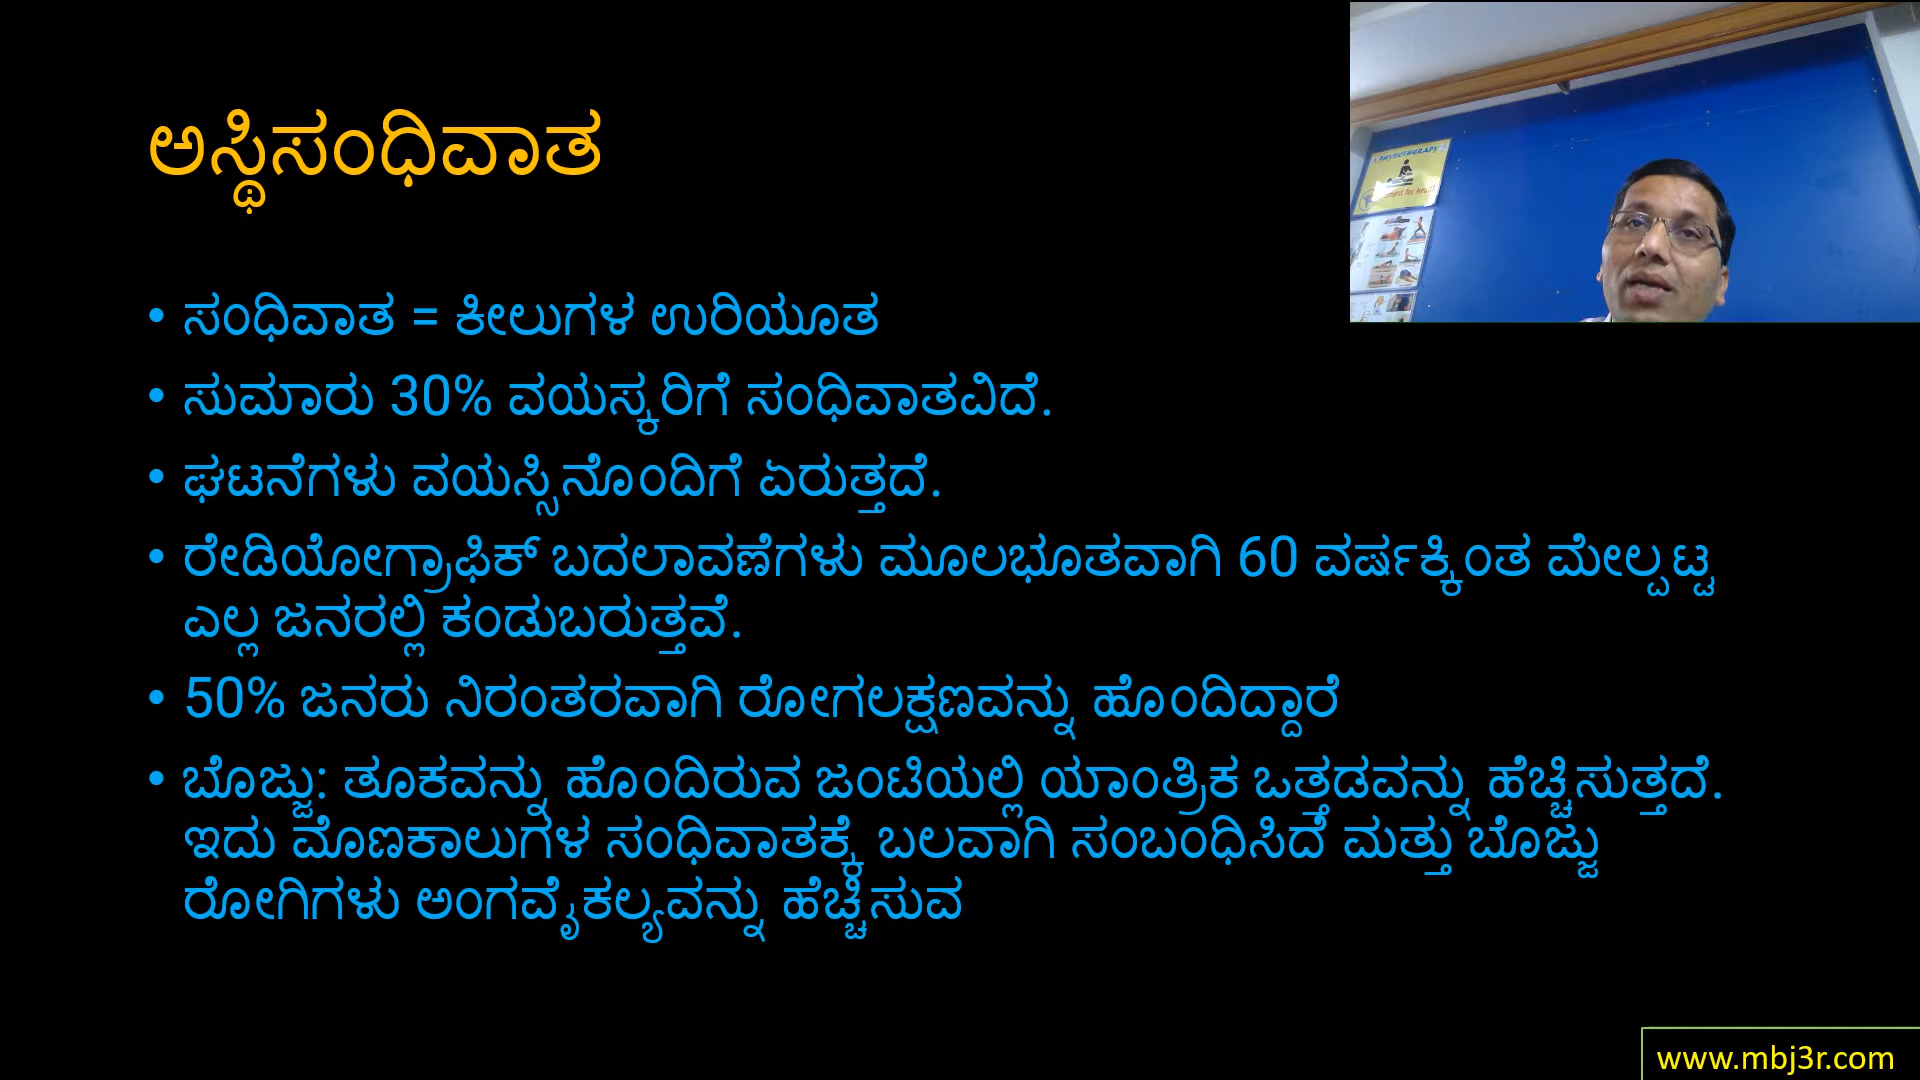 ಅಸ್ಥಿಸಂಧಿವಾತ
PHYSIOTHERAPY
• ಸಂಧಿವಾತ = ಕೀಲುಗಳ ಉರಿಯೂತ
• ಸುಮಾರು 30% ವಯಸ್ಕರಿಗೆ ಸಂಧಿವಾತವಿದೆ.
• ಘಟನೆಗಳು ವಯಸ್ಸಿನೊಂದಿಗೆ ಏರುತ್ತದೆ.
• ರೇಡಿಯೋಗ್ರಾಫಿಕ್ ಬದಲಾವಣೆಗಳು ಮೂಲಭೂತವಾಗಿ 60 ವರ್ಷಕ್ಕಿಂತ ಮೇಲ್ಪಟ್ಟ
ಎಲ್ಲ ಜನರಲ್ಲಿ ಕಂಡುಬರುತ್ತವೆ.
• 50% ಜನರು ನಿರಂತರವಾಗಿ ರೋಗಲಕ್ಷಣವನ್ನು ಹೊಂದಿದ್ದಾರೆ
• ಬೊಜ್ಜು: ತೂಕವನ್ನು ಹೊಂದಿರುವ ಜಂಟಿಯಲ್ಲಿ ಯಾಂತ್ರಿಕ ಒತ್ತಡವನ್ನು ಹೆಚ್ಚಿಸುತ್ತದೆ.
ಇದು ಮೊಣಕಾಲುಗಳ ಸಂಧಿವಾತಕ್ಕೆ ಬಲವಾಗಿ ಸಂಬಂಧಿಸಿದೆ ಮತ್ತು ಬೊಜ್ಜು
ರೋಗಿಗಳು ಅಂಗವೈಕಲ್ಯವನ್ನು ಹೆಚ್ಚಿಸುವ
www.mbj3r.com